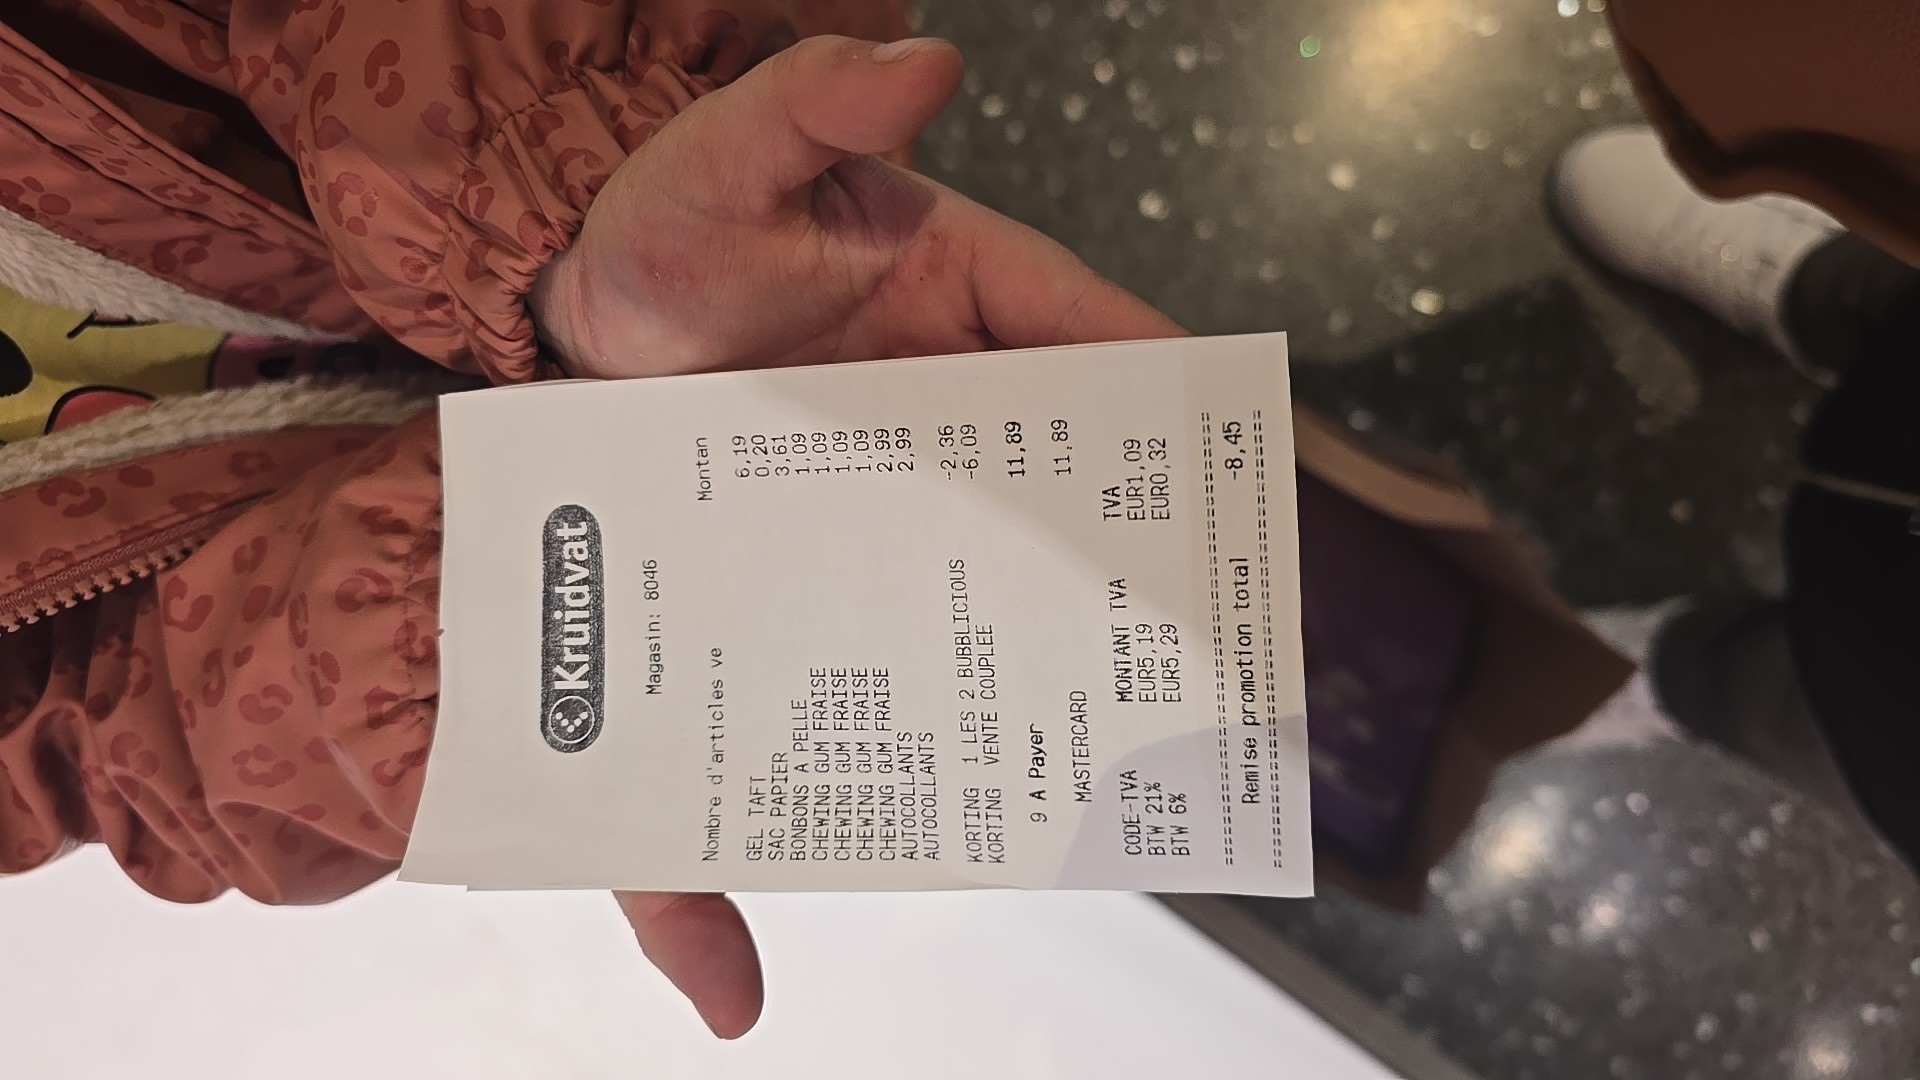 Kruidvat
Magasin: 8046
Nombre d'articles ve Montan
GEL TAFT 6,19
SAC PAPIER 0,20
BONBONS A PELLE 3,61
CHEWING GUM FRAISE 1,09
CHEWING GUM FRAISE 1,09
CHEWING GUM FRAISE 1,09
CHEWING GUM FRAISE 1,09
AUTOCOLLANTS 2,99
AUTOCOLLANTS 2,99
KORTING 1 LES 2 BUBBLICIOUS -2,36
KORTING VENTE COUPLEE -6,09
9 A Payer 11,89
MASTERCARD 11,89
CODE-TVA MONTANT TVA TVA
BTW 21% EUR5,19 EUR1,09
BTW 6% EUR5,29 EUR0,32
Remise promotion total -8,45